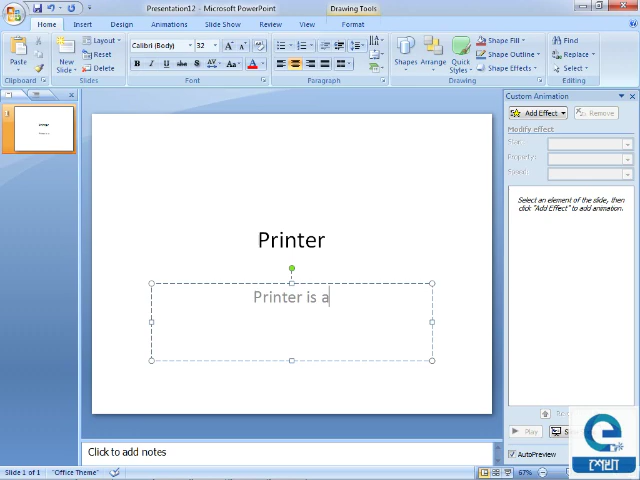 Presentation12 - Microsoft PowerPoint
Drawing Tools
Home Insert Design Animations Slide Show Review View Format
Paste
Clipboard
New Slide
Layout
Reset
Delete
Slides
Calibri (Body) 32
Font
Paragraph
Shapes Arrange Quick Styles
Shape Fill
Shape Outline
Shape Effects
Drawing
Find
Replace
Select
Editing
Custom Animation
Add Effect Remove
Modify effect
Start:
Property:
Speed:
Select an element of the slide, then
click "Add Effect" to add animation.
1
Printer
Printer is a
Click to add notes
Play
AutoPreview
Slide 1 of 1 "Office Theme" 67%
e শেখা